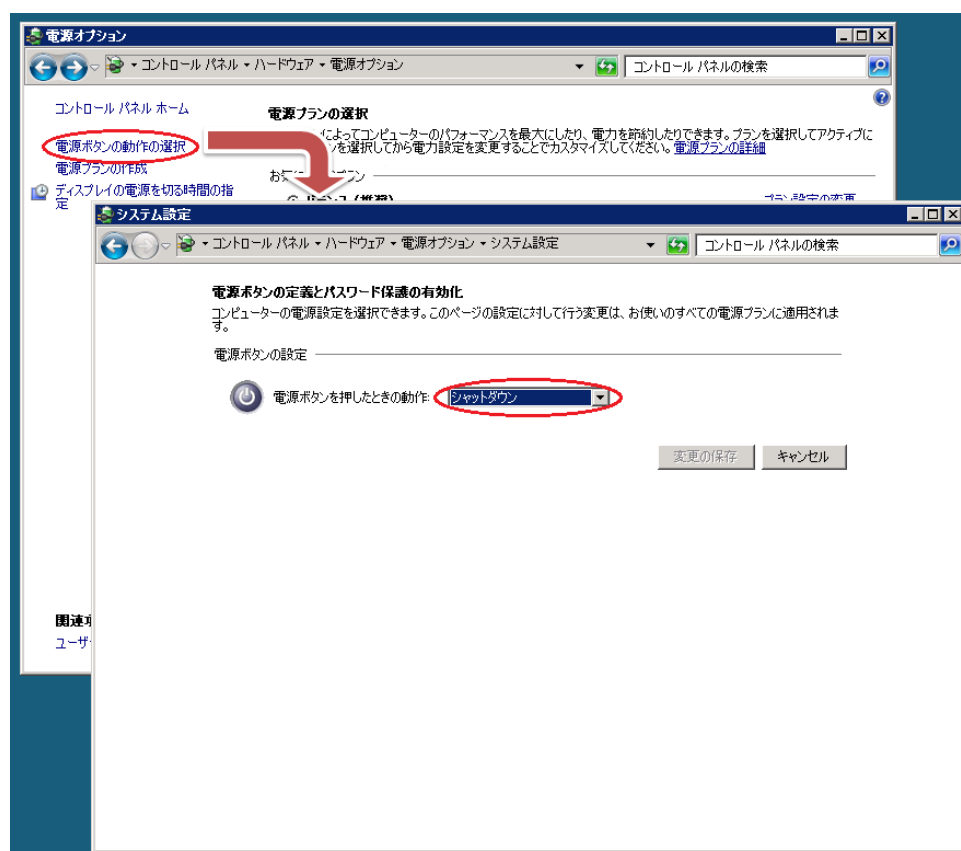 電源オプション
コントロール パネル ハードウェア 電源オプション コントロール パネルの検索
コントロール パネル ホーム
電源ボタンの動作の選択
電源プランの作成
ディスプレイの電源を切る時間の指定
電源プランの選択
によってコンピューターのパフォーマンスを最大にしたり、電力を節約したりできます。プランを選択してアクティブに
を選択してから電力設定を変更することでカスタマイズしてください。電源プランの詳細
(推奨) プラン設定の変更
システム設定
コントロール パネル ハードウェア 電源オプション システム設定 コントロール パネルの検索
電源ボタンの定義とパスワード保護の有効化
コンピューターの電源設定を選択できます。このページの設定に対して行う変更は、お使いのすべての電源プランに適用されま
す。
電源ボタンの設定
電源ボタンを押したときの動作: シャットダウン
変更の保存 キャンセル
ユーザー